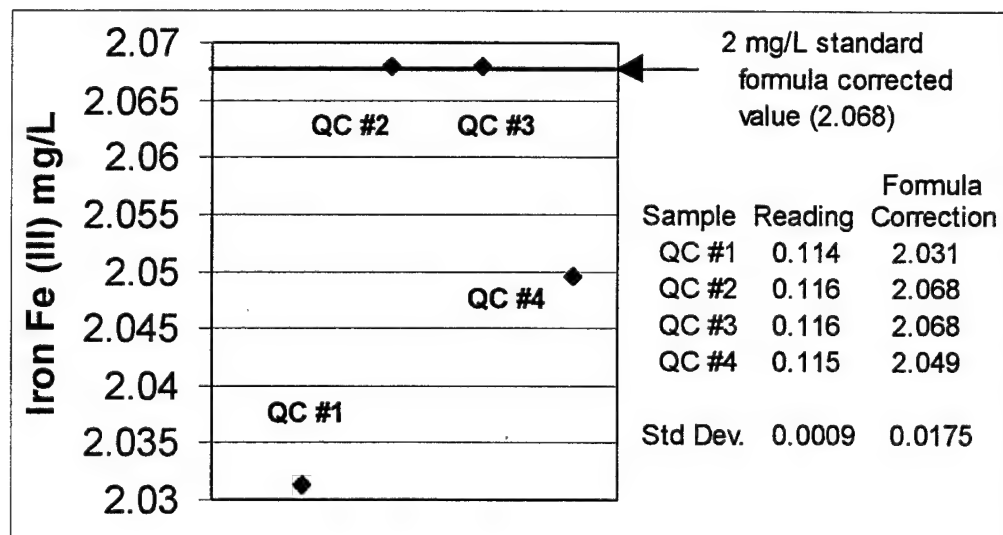 Iron Fe (III) mg/L
2.07
2.065
2.06
2.055
2.05
2.045
2.04
2.035
2.03
QC #2
QC #3
QC #4
QC #1
2 mg/L standard
formula corrected
value (2.068)
Formula
Sample Reading Correction
QC #1 0.114 2.031
QC #2 0.116 2.068
QC #3 0.116 2.068
QC #4 0.115 2.049
Std Dev. 0.0009 0.0175